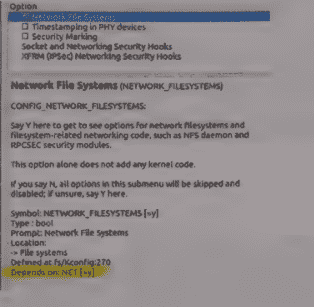 Option
Network File Systems
Timestamping in PHY devices
Security Marking
Socket and Networking Security Hooks
XFRM (IPSec) Networking Security Hooks
Network File Systems (NETWORK_FILESYSTEMS)
CONFIG_NETWORK_FILESYSTEMS:
Say Y here to get to see options for network filesystems and
filesystem-related networking code, such as NFS daemon and
RPCSEC security modules.
This option alone does not add any kernel code.
If you say N, all options in this submenu will be skipped and
disabled; if unsure, say Y here.
Symbol: NETWORK_FILESYSTEMS [=y]
Type : bool
Prompt: Network File Systems
Location:
-> File systems
Defined at fs/Kconfig:270
Depends on: NET [=y]